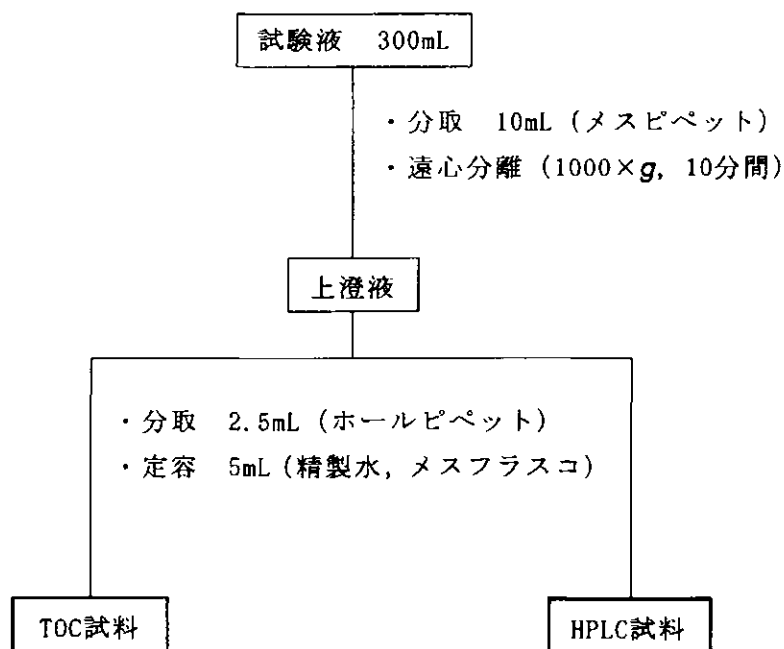 試験液 300mL
・分取 10mL (メスピペット)
・遠心分離 (1000×g, 10分間)
上澄液
・分取 2.5mL (ホールピペット)
・定容 5mL (精製水, メスフラスコ)
TOC試料
HPLC試料